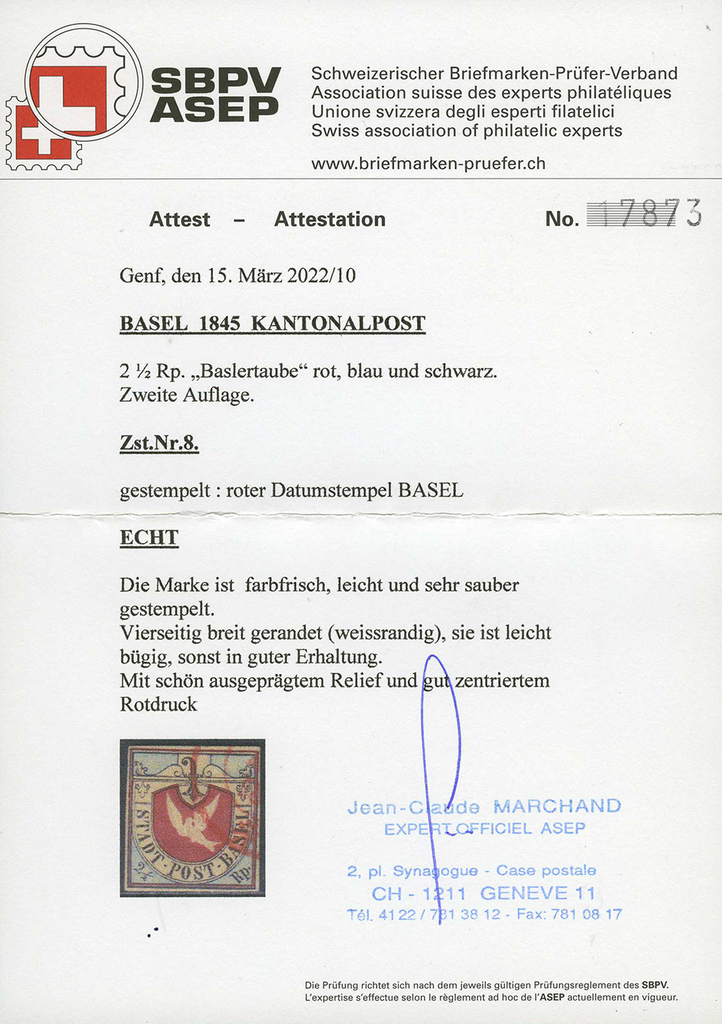 SBPV
ASEP
Schweizerischer Briefmarken-Prüfer-Verband
Association suisse des experts philatéliques
Unione svizzera degli esperti filatelici
Swiss association of philatelic experts
www.briefmarken-pruefer.ch
Attest – Attestation No. 17873
Genf, den 15. März 2022/10
BASEL 1845 KANTONALPOST
2 ½ Rp. „Baslertaube“ rot, blau und schwarz.
Zweite Auflage.
Zst.Nr.8.
gestempelt : roter Datumstempel BASEL
ECHT
Die Marke ist farbfrisch, leicht und sehr sauber
gestempelt.
Vierseitig breit gerandet (weissrandig), sie ist leicht
bügig, sonst in guter Erhaltung.
Mit schön ausgeprägtem Relief und gut zentriertem
Rotdruck
STADT-POST-BASEL
2½ Rp.
Jean-Claude MARCHAND
EXPERT OFFICIEL ASEP
2, pl. Synagogue - Case postale
CH - 1211 GENEVE 11
Tél. 41 22 / 781 38 12 - Fax: 781 08 17
Die Prüfung richtet sich nach dem jeweils gültigen Prüfungsreglement des SBPV.
L'expertise s'effectue selon le règlement ad hoc de l'ASEP actuellement en vigueur.